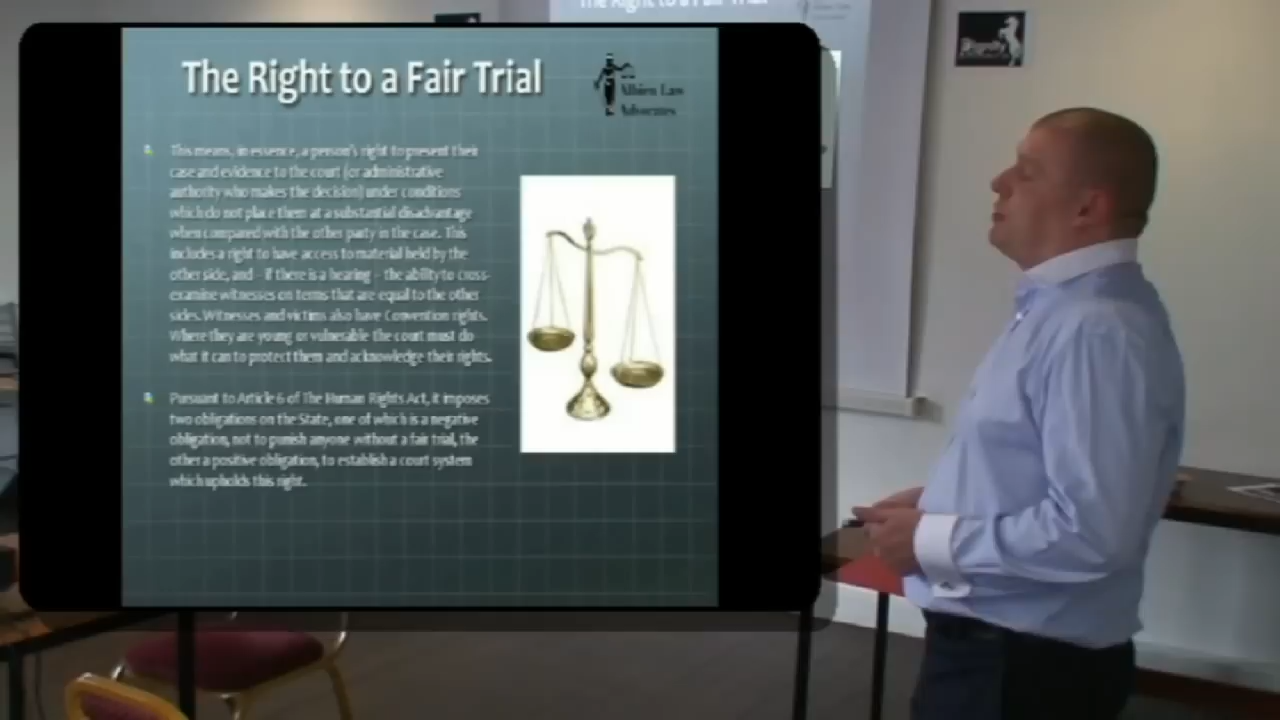 The Right to a Fair Trial
The Right to a Fair Trial
Albion Law
Advocates
This means, in essence, a person's right to present their
case and evidence to the court (or administrative
authority who makes the decision) under conditions
which do not place them at a substantial disadvantage
when compared with the other party in the case. This
includes a right to have access to material held by the
other side, and - if there is a hearing - the ability to cross-
examine witnesses on terms that are equal to the other
sides. Witnesses and victims also have Convention rights.
Where they are young or vulnerable the court must do
what it can to protect them and acknowledge their rights.
Pursuant to Article 6 of The Human Rights Act, it imposes
two obligations on the State, one of which is a negative
obligation, not to punish anyone without a fair trial, the
other a positive obligation, to establish a court system
which upholds this right.